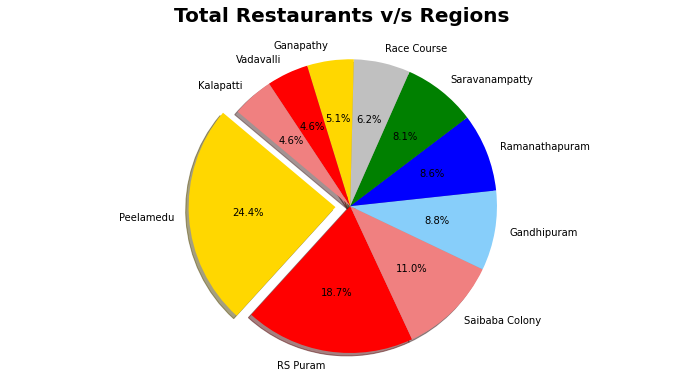 Total Restaurants v/s Regions
Ganapathy
Race Course
Vadavalli
Saravanampatty
Kalapatti
5.1%
6.2%
4.6%
8.1%
4.6%
Ramanathapuram
8.6%
24.4%
Peelamedu
8.8%
Gandhipuram
11.0%
18.7%
Saibaba Colony
RS Puram